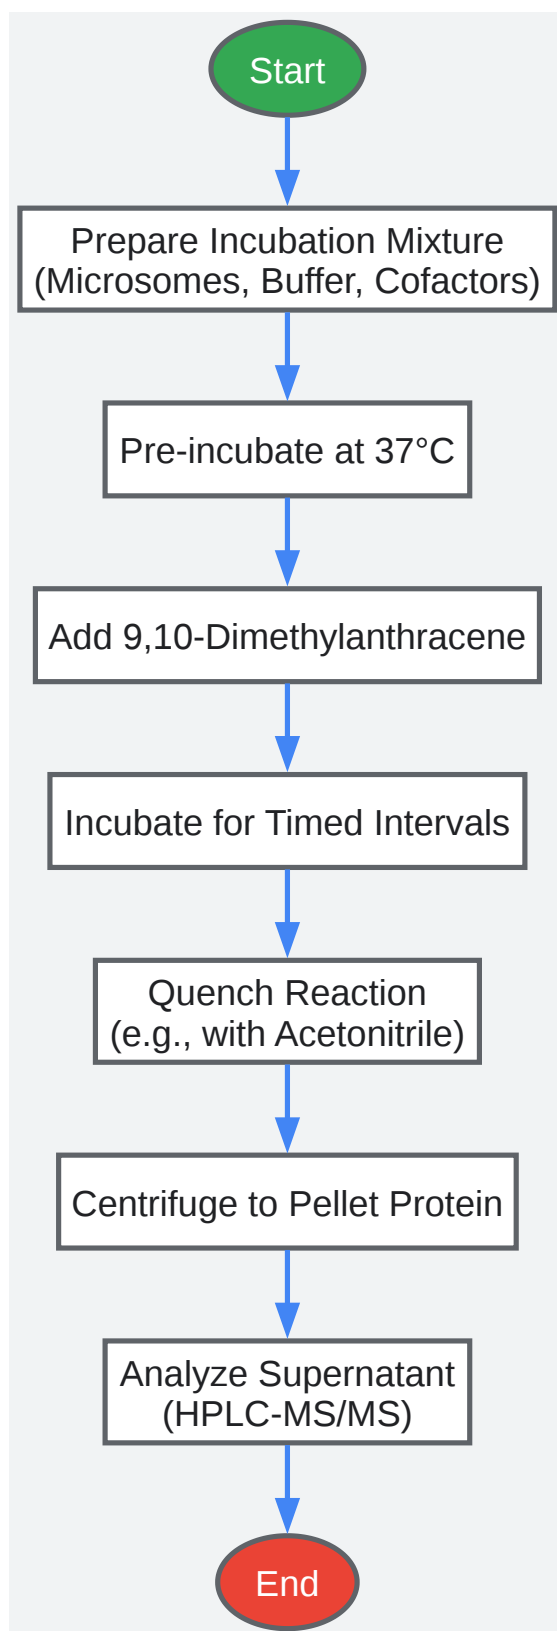 Start
Prepare Incubation Mixture
(Microsomes, Buffer, Cofactors)
Pre-incubate at 37°C
Add 9,10-Dimethylanthracene
Incubate for Timed Intervals
Quench Reaction
(e.g., with Acetonitrile)
Centrifuge to Pellet Protein
Analyze Supernatant
(HPLC-MS/MS)
End